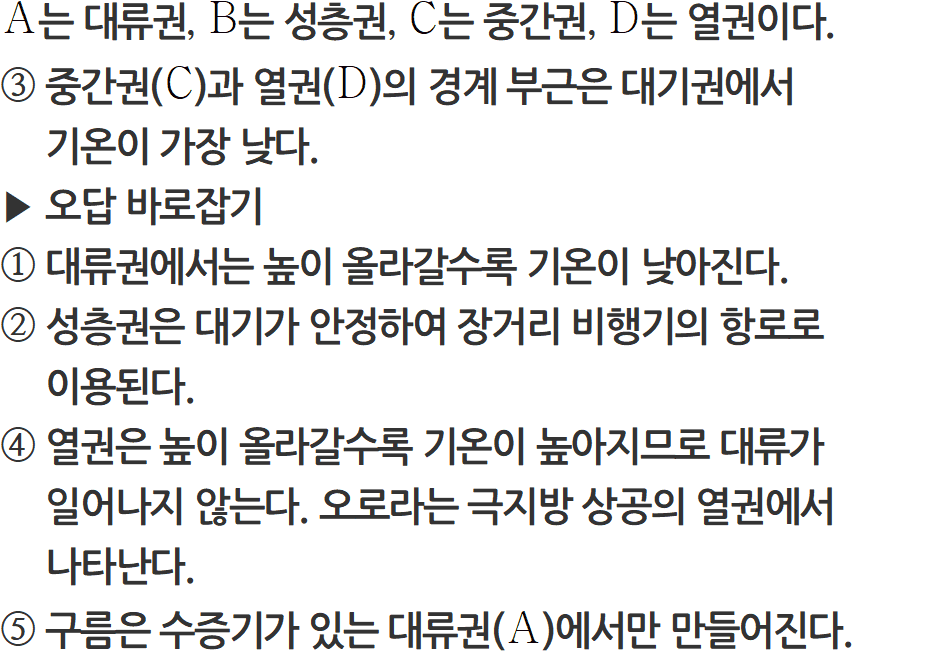 A는 대류권, B는 성층권, C는 중간권, D는 열권이다.
③ 중간권(C)과 열권(D)의 경계 부근은 대기권에서
기온이 가장 낮다.
▶ 오답 바로잡기
① 대류권에서는 높이 올라갈수록 기온이 낮아진다.
② 성층권은 대기가 안정하여 장거리 비행기의 항로로
이용된다.
④ 열권은 높이 올라갈수록 기온이 높아지므로 대류가
일어나지 않는다. 오로라는 극지방 상공의 열권에서
나타난다.
⑤ 구름은 수증기가 있는 대류권(A)에서만 만들어진다.